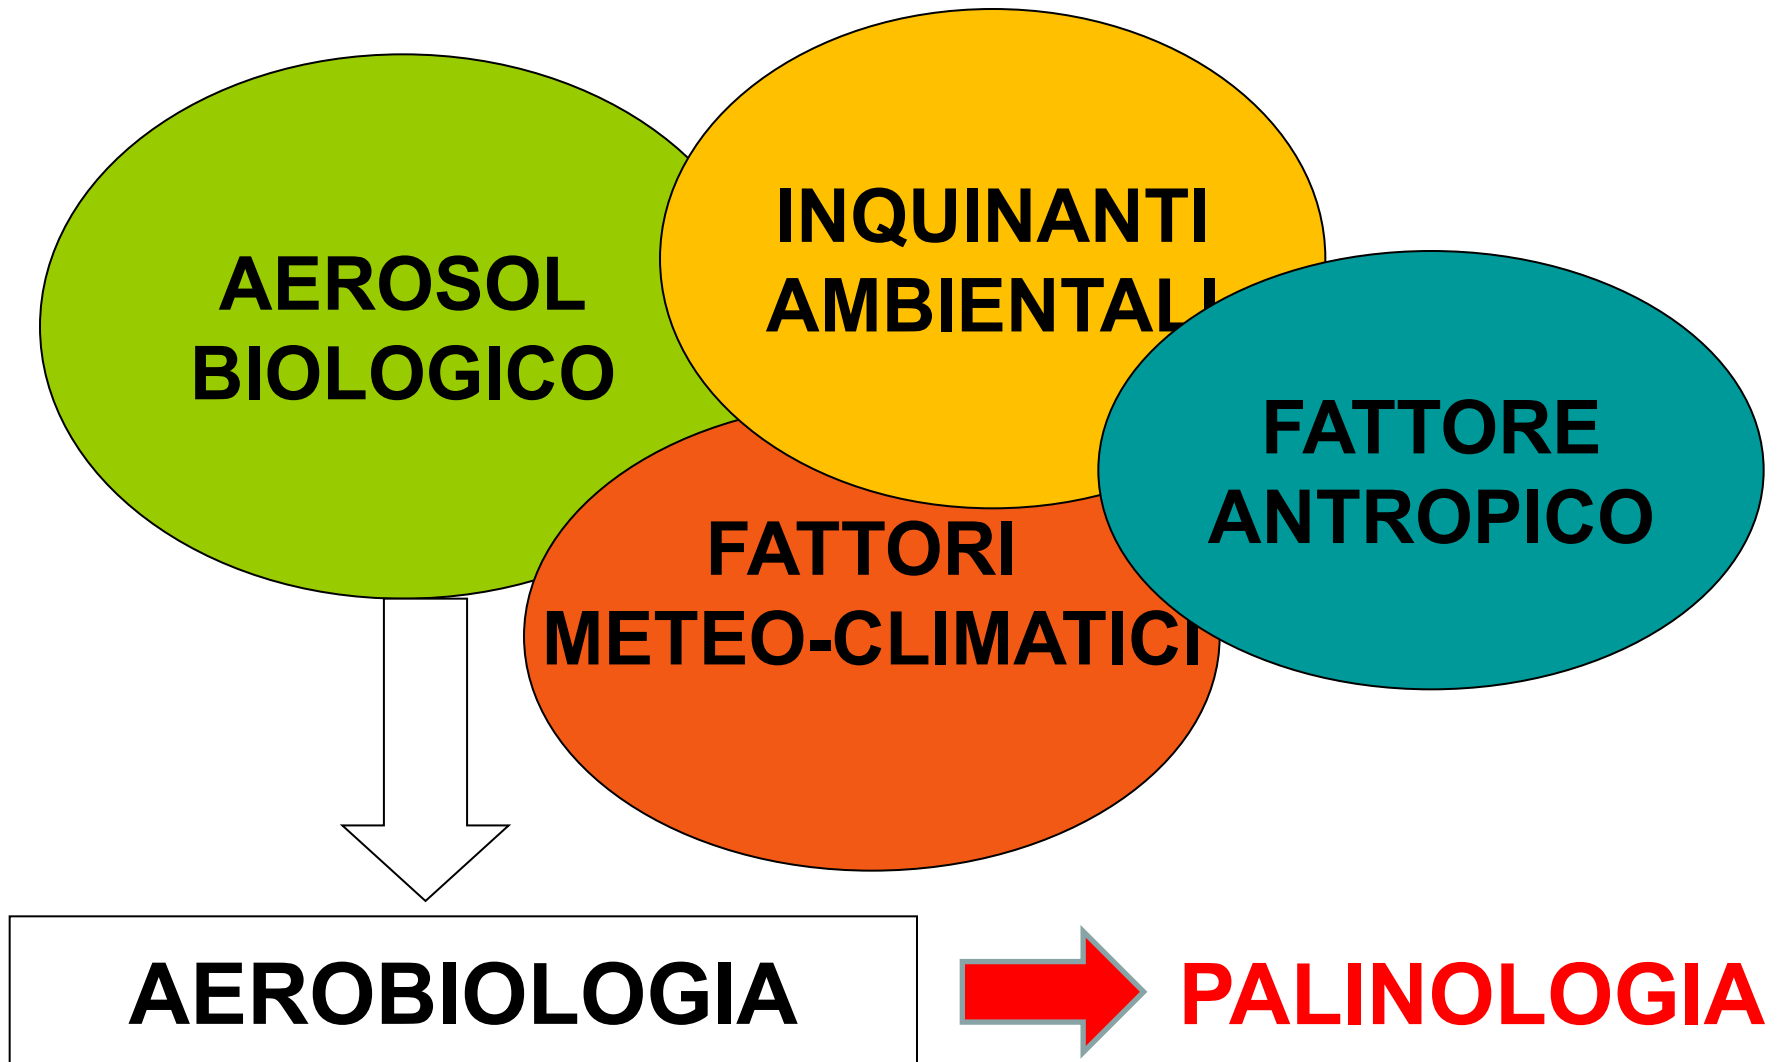 AEROSOL
BIOLOGICO
INQUINANTI
AMBIENTALI
FATTORE
ANTROPICO
FATTORI
METEO-CLIMATICI
AEROBIOLOGIA
PALINOLOGIA